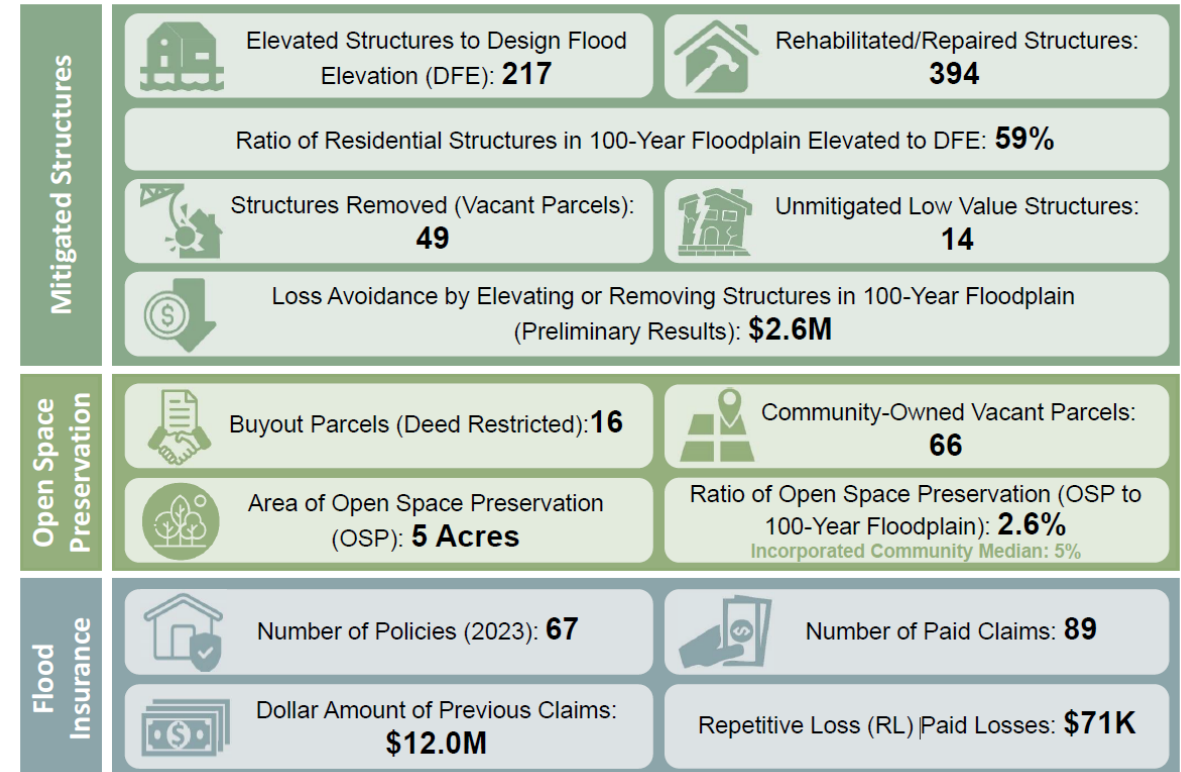 Mitigated Structures
Elevated Structures to Design Flood
Elevation (DFE): 217
Rehabilitated/Repaired Structures:
394
Ratio of Residential Structures in 100-Year Floodplain Elevated to DFE: 59%
Structures Removed (Vacant Parcels):
49
Unmitigated Low Value Structures:
14
Loss Avoidance by Elevating or Removing Structures in 100-Year Floodplain
(Preliminary Results): $2.6M
Open Space
Preservation
Buyout Parcels (Deed Restricted):16
Community-Owned Vacant Parcels:
66
Area of Open Space Preservation
(OSP): 5 Acres
Ratio of Open Space Preservation (OSP to
100-Year Floodplain): 2.6%
Incorporated Community Median: 5%
Flood
Insurance
Number of Policies (2023): 67
Number of Paid Claims: 89
Dollar Amount of Previous Claims:
$12.0M
Repetitive Loss (RL) Paid Losses: $71K